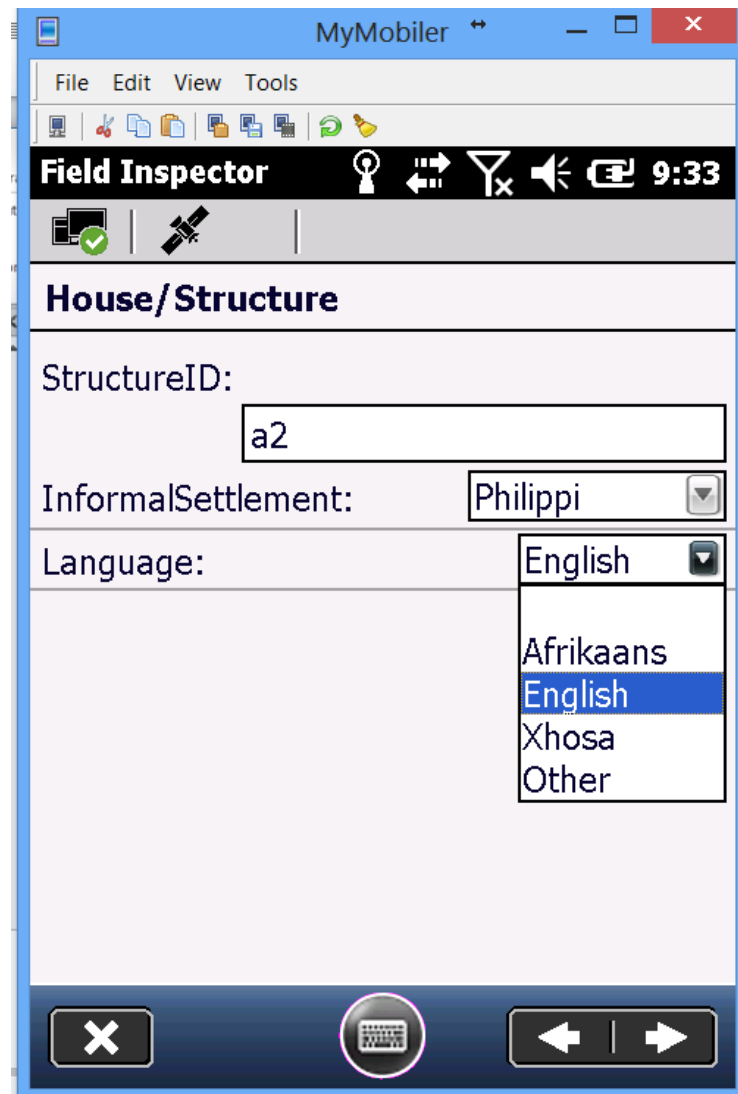 MyMobiler
File Edit View Tools
Field Inspector 9:33
House/Structure
StructureID:
a2
InformalSettlement: Philippi
Language: English
Afrikaans
English
Xhosa
Other